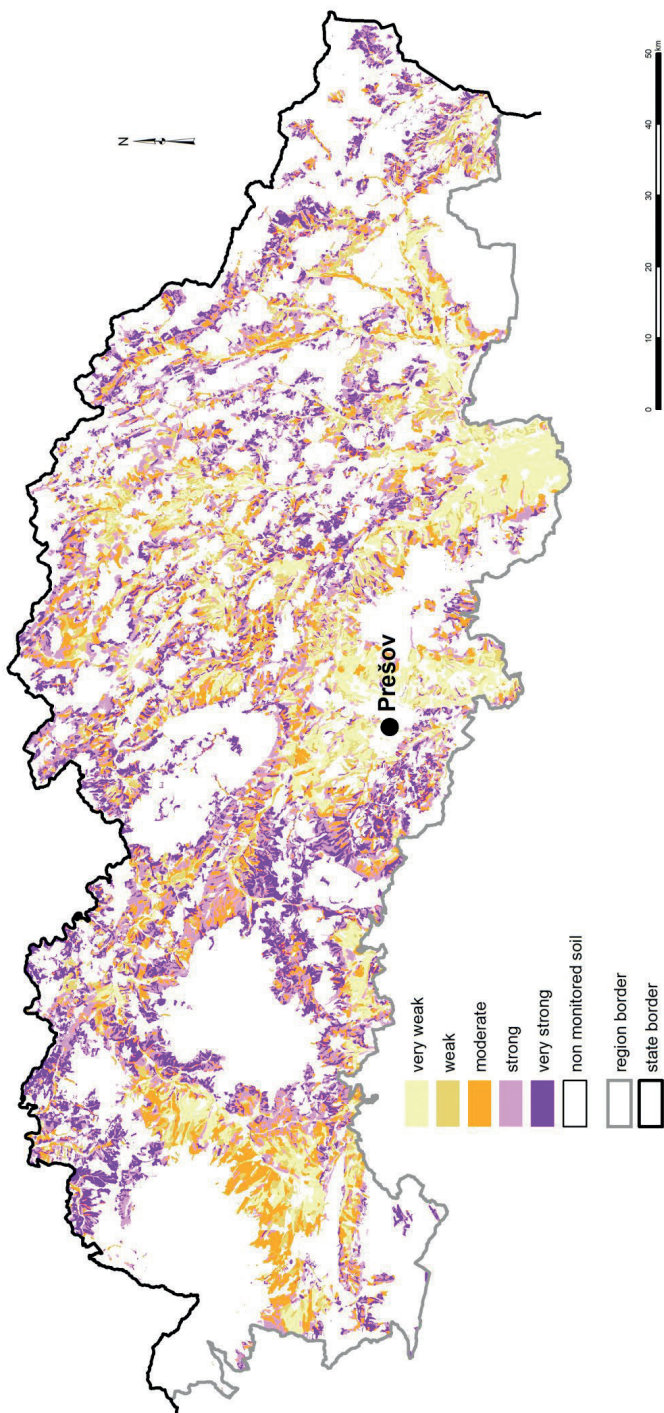 N
Prešov
very weak
weak
moderate
strong
very strong
non monitored soil
region border
state border
0 10 20 30 40 50
km